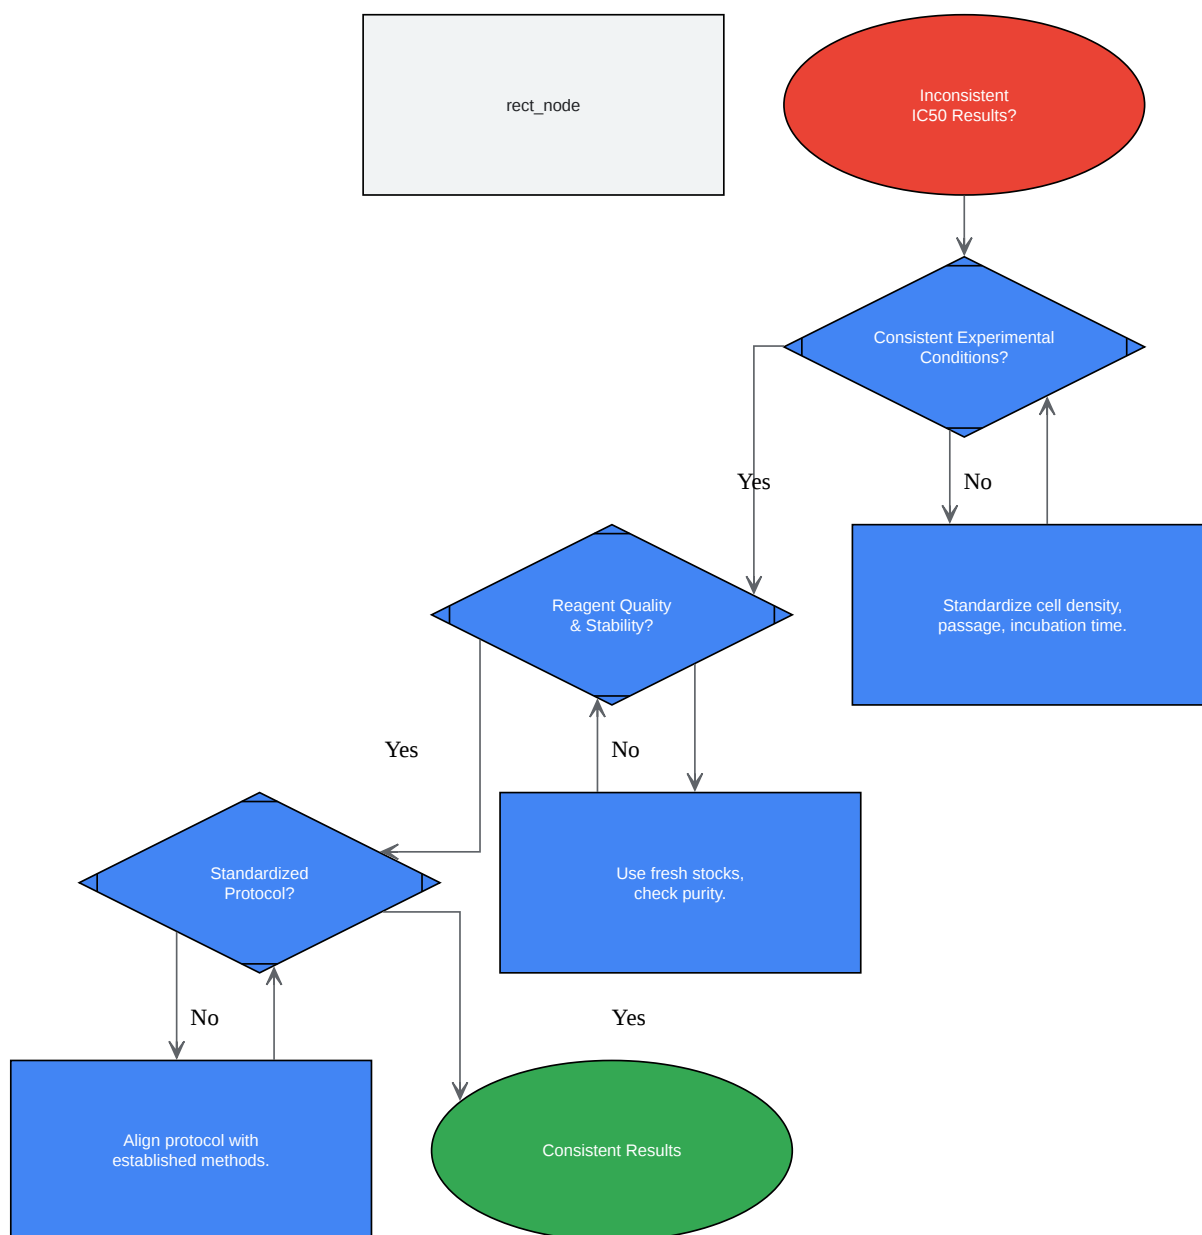 rect_node
Inconsistent
IC50 Results?
Consistent Experimental
Conditions?
Yes
No
Reagent Quality
& Stability?
Standardize cell density,
passage, incubation time.
Yes
No
Standardized
Protocol?
Use fresh stocks,
check purity.
No
Yes
Align protocol with
established methods.
Consistent Results